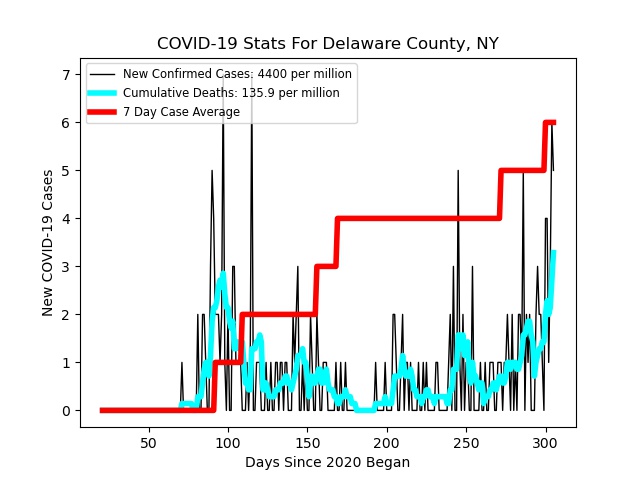 COVID-19 Stats For Delaware County, NY
New Confirmed Cases: 4400 per million
Cumulative Deaths: 135.9 per million
7 Day Case Average
New COVID-19 Cases
7
6
5
4
3
2
1
0
50 100 150 200 250 300
Days Since 2020 Began